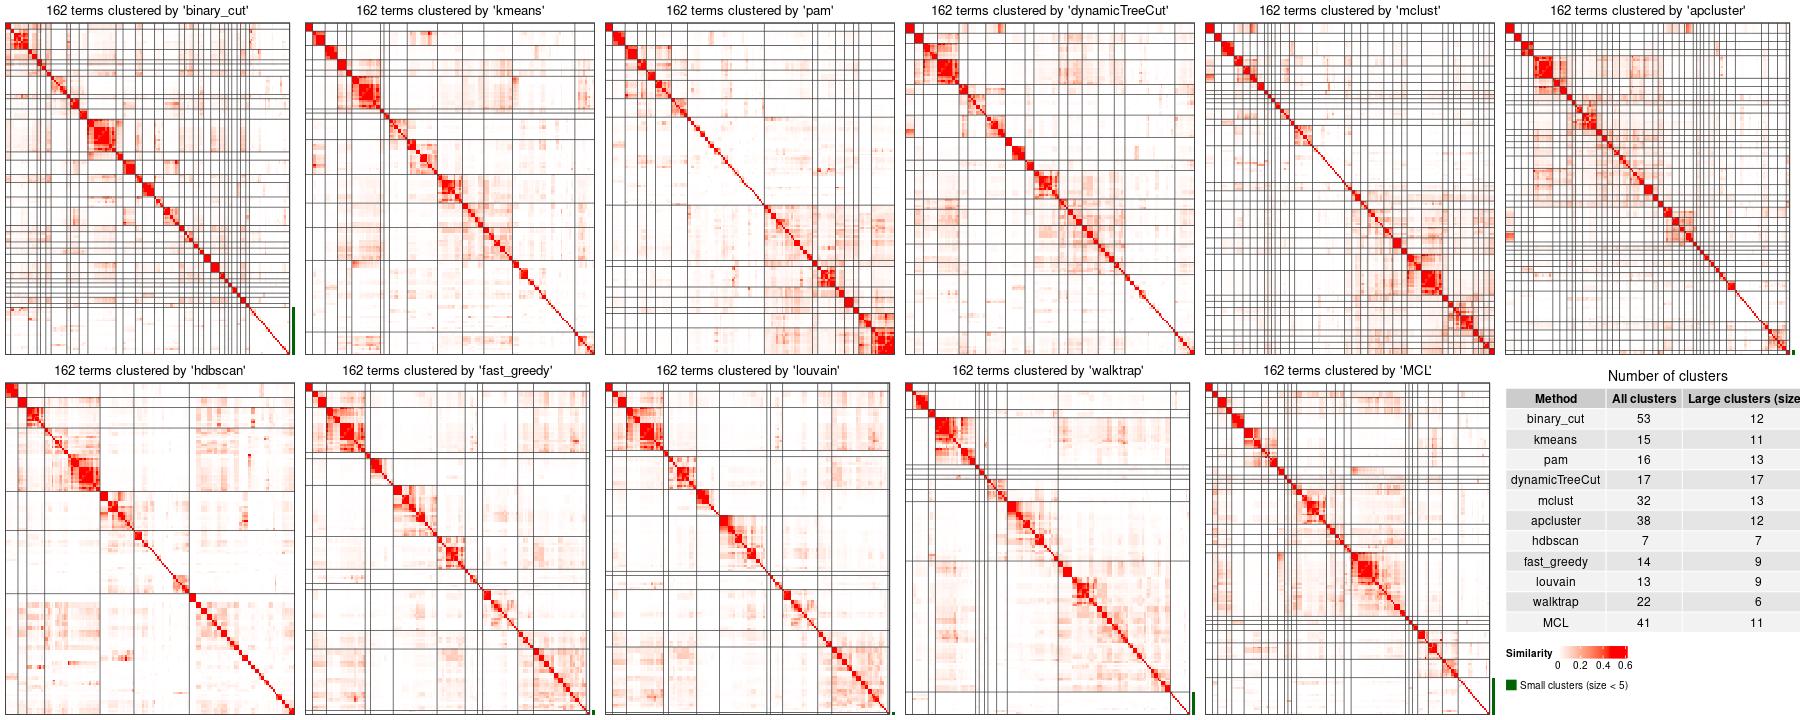 162 terms clustered by 'binary_cut'
162 terms clustered by 'kmeans'
162 terms clustered by 'pam'
162 terms clustered by 'dynamicTreeCut'
162 terms clustered by 'mclust'
162 terms clustered by 'apcluster'
162 terms clustered by 'hdbscan'
162 terms clustered by 'fast_greedy'
162 terms clustered by 'louvain'
162 terms clustered by 'walktrap'
162 terms clustered by 'MCL'
Number of clusters
Method All clusters Large clusters (size
binary_cut 53 12
kmeans 15 11
pam 16 13
dynamicTreeCut 17 17
mclust 32 13
apcluster 38 12
hdbscan 7 7
fast_greedy 14 9
louvain 13 9
walktrap 22 6
MCL 41 11
Similarity
0 0.2 0.4 0.6
Small clusters (size < 5)